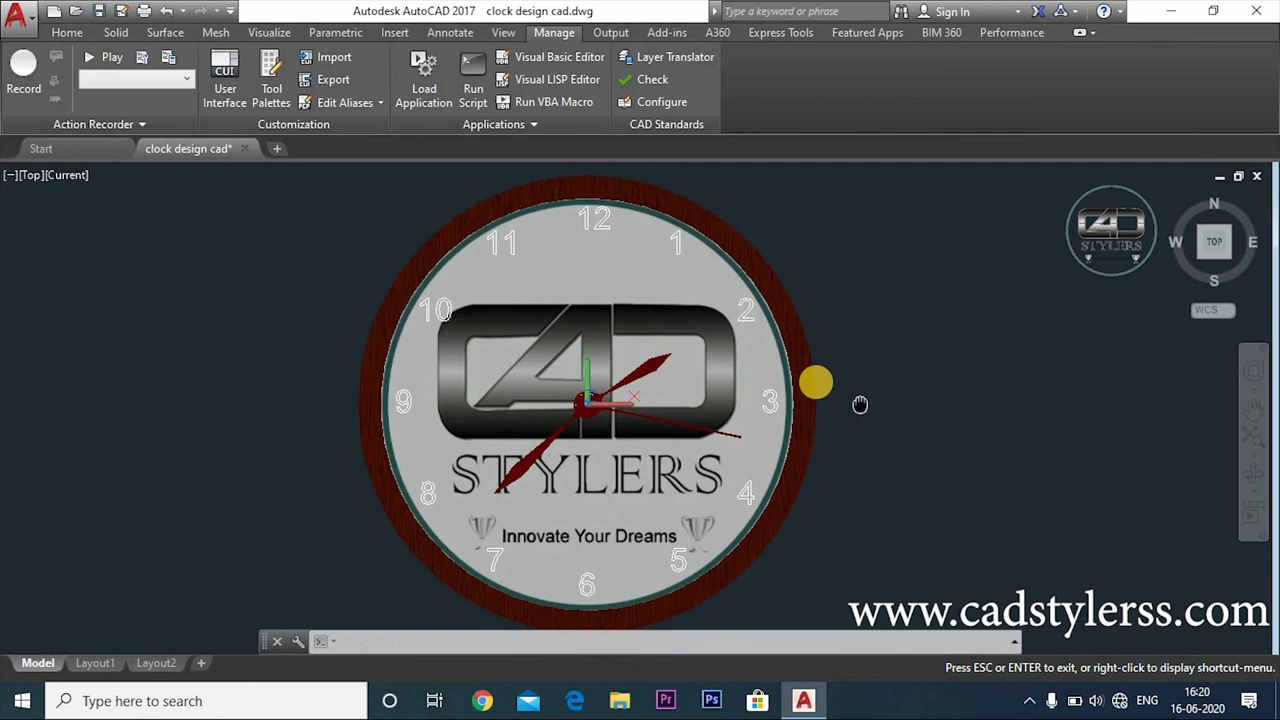 Autodesk AutoCAD 2017 clock design cad.dwg
Type a keyword or phrase
Sign In
Home Solid Surface Mesh Visualize Parametric Insert Annotate View Manage Output Add-ins A360 Express Tools Featured Apps BIM 360 Performance
Record
Play
Action Recorder
CUI
User Interface
Tool Palettes
Import
Export
Edit Aliases
Customization
Load Application
Run Script
Visual Basic Editor
Visual LISP Editor
Run VBA Macro
Applications
Layer Translator
Check
Configure
CAD Standards
Start
clock design cad*
[−][Top][Current]
12
11
1
10
2
9
3
8
4
7
5
6
CAD
STYLERS
Innovate Your Dreams
X
CAD
STYLERS
N
W
TOP
E
S
WCS
www.cadstylerss.com
Model Layout1 Layout2
Press ESC or ENTER to exit, or right-click to display shortcut-menu.
Type here to search
Pr
Ps
ENG
16:20
16-06-2020